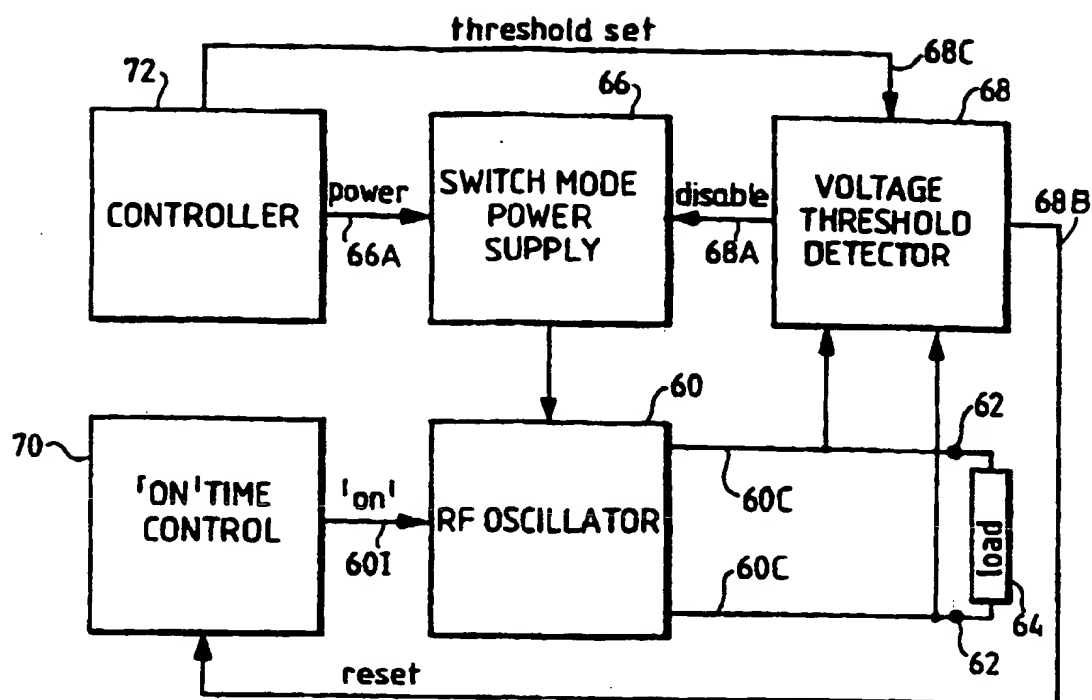 threshold set
72
66
68C
68
CONTROLLER
power
66A
SWITCH MODE
POWER
SUPPLY
disable
68A
VOLTAGE
THRESHOLD
DETECTOR
68B
70
'ON' TIME
CONTROL
'on'
60I
60
RF OSCILLATOR
60C
60C
62
load
64
62
reset